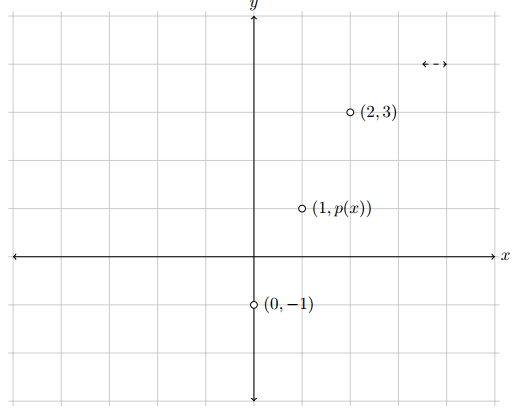 y
(2, 3)
(1, p(x))
x
(0, −1)